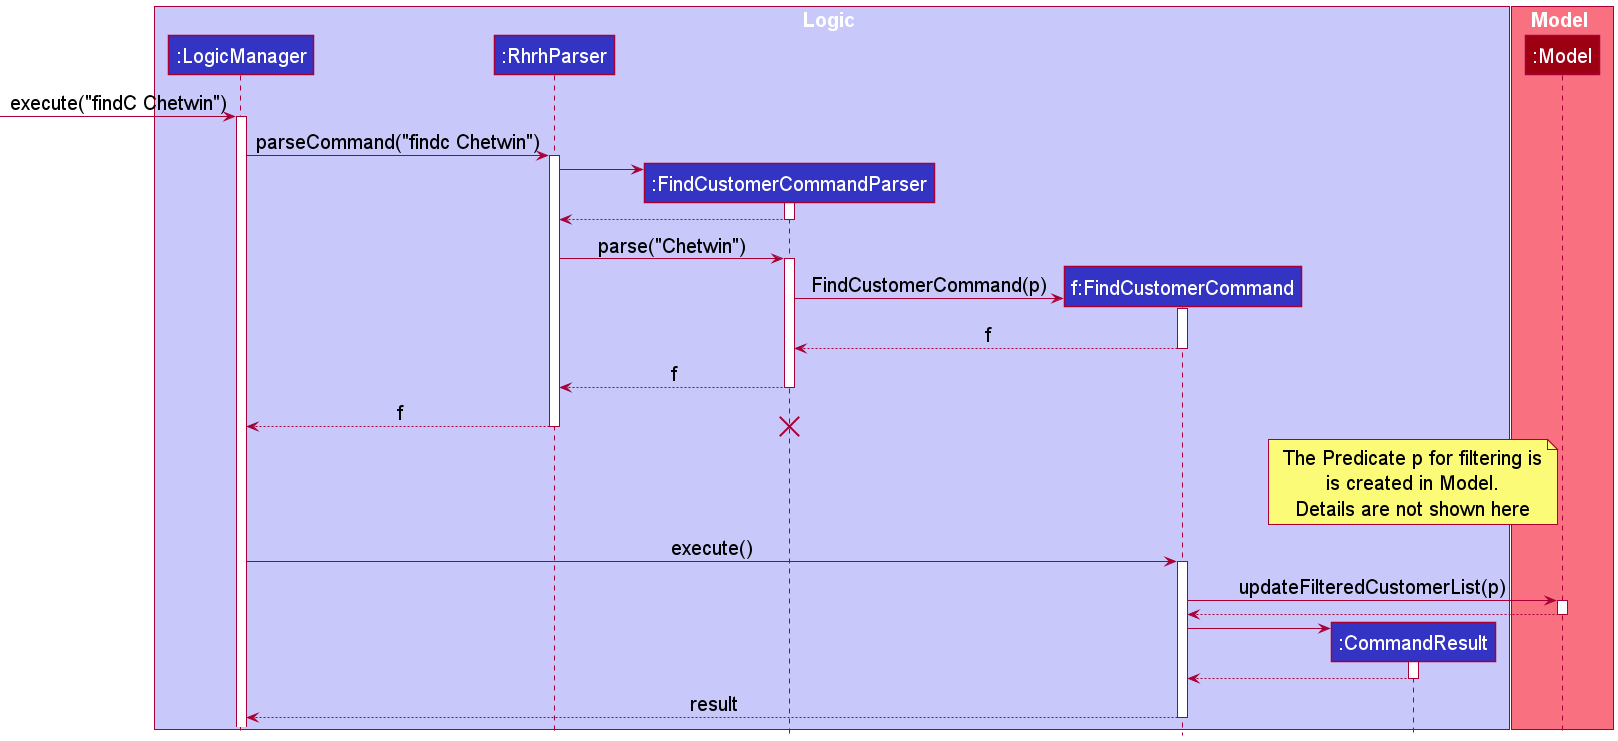 Logic
Model
:LogicManager
:RhrhParser
:Model
execute("findC Chetwin")
parseCommand("findc Chetwin")
:FindCustomerCommandParser
parse("Chetwin")
FindCustomerCommand(p)
f:FindCustomerCommand
f
f
f
The Predicate p for filtering is
is created in Model.
Details are not shown here
execute()
updateFilteredCustomerList(p)
:CommandResult
result